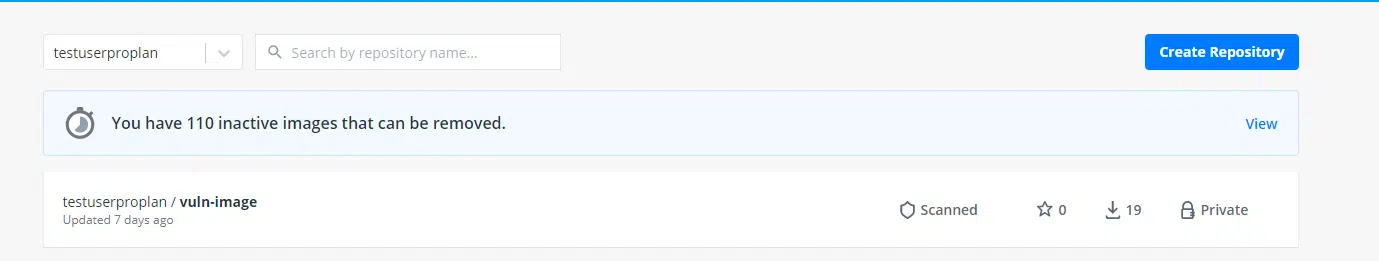 testuserproplan
Search by repository name...
Create Repository
You have 110 inactive images that can be removed.
View
testuserproplan / vuln-image
Updated 7 days ago
Scanned
0
19
Private